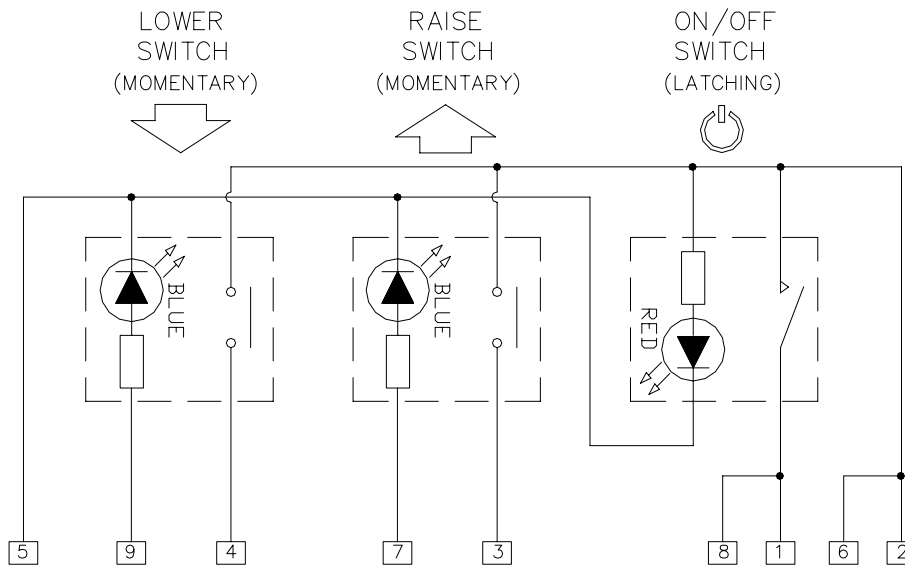 LOWER
SWITCH
(MOMENTARY)
RAISE
SWITCH
(MOMENTARY)
ON/OFF
SWITCH
(LATCHING)
BLUE
BLUE
RED
5 9 4 7 3 8 1 6 2